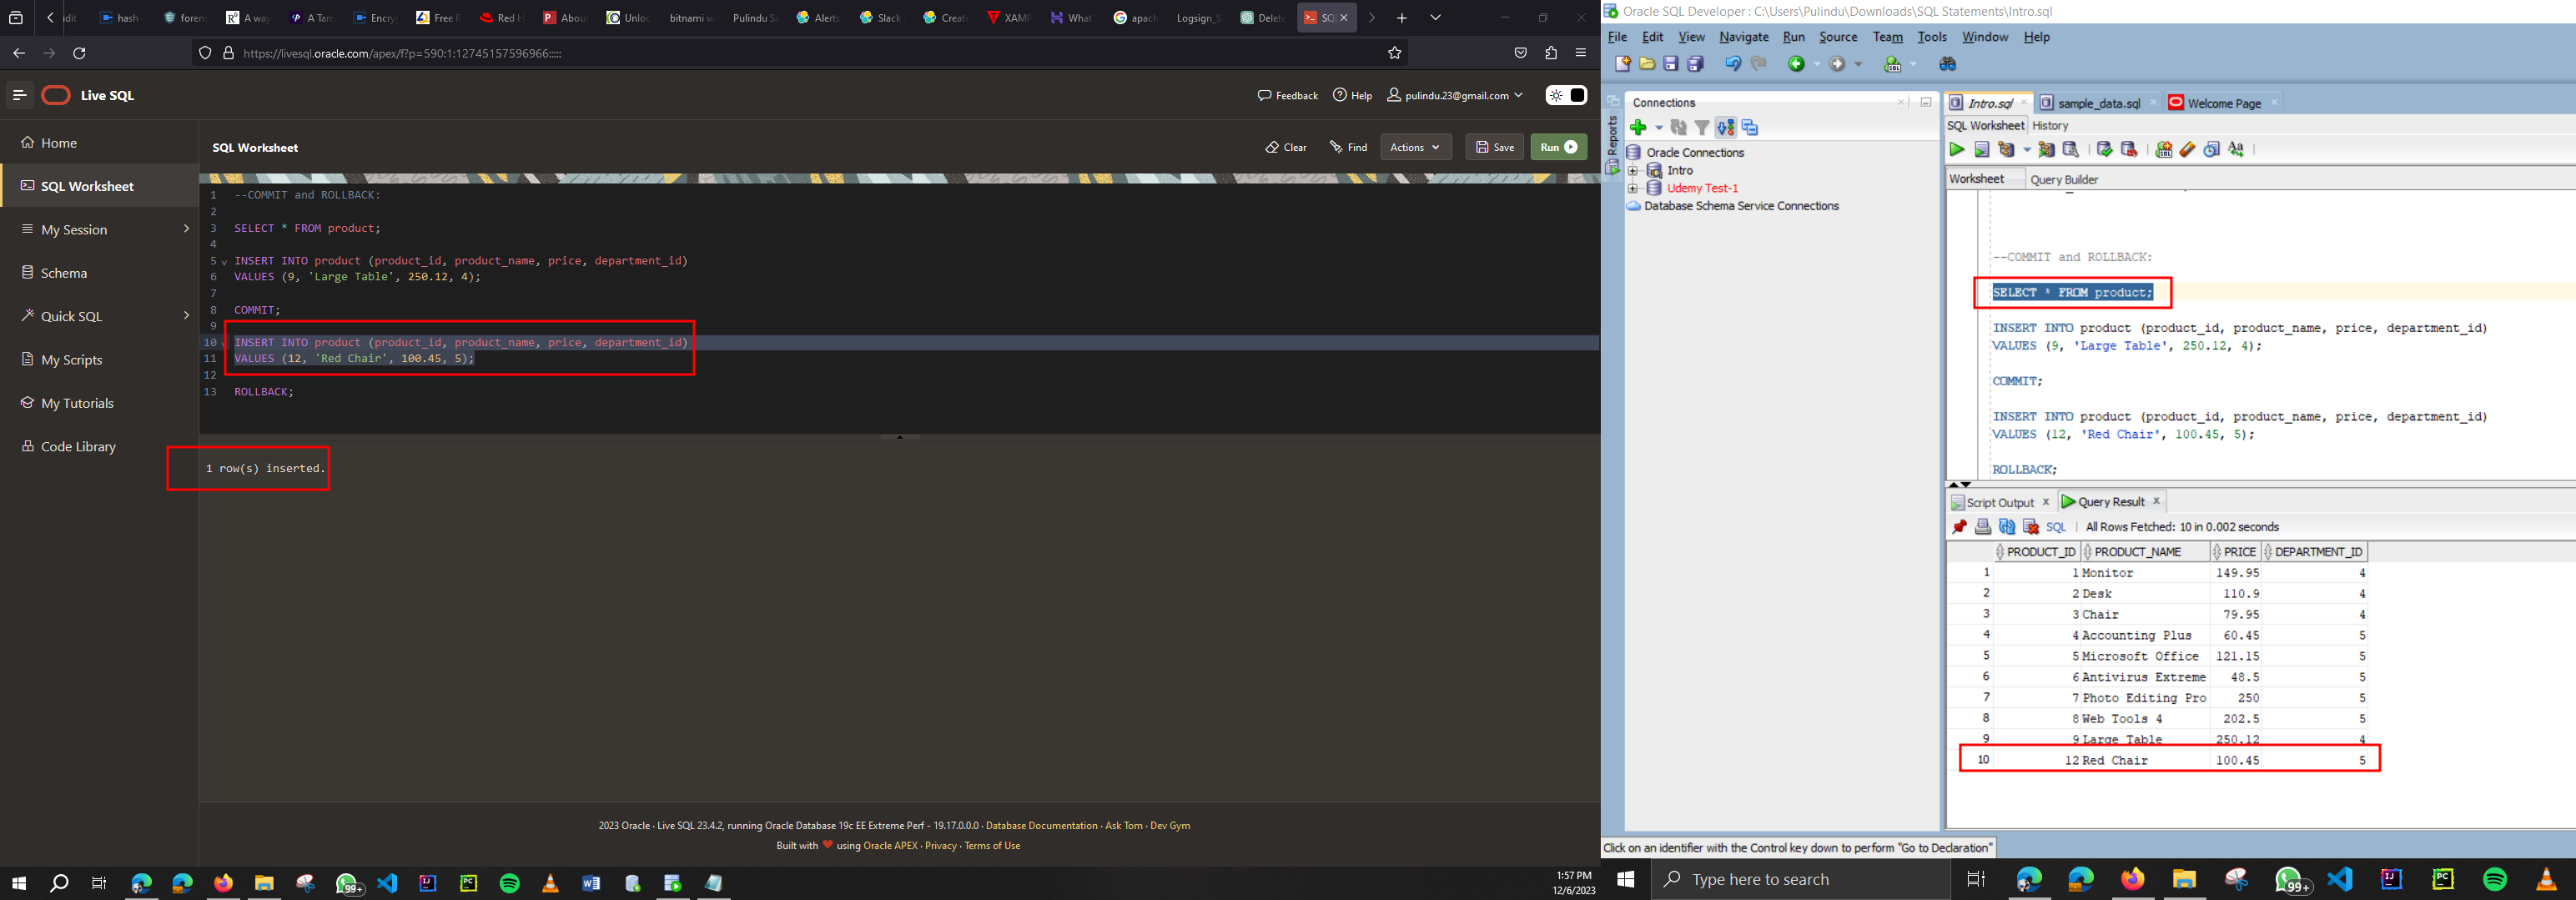 udit
hash
foren
A way
A Tam
Encry
Free R
Red H
Abou
Unloc
bitnami w
Pulindu Sa
Alerts
Slack
Create
XAMP
What
apach
Logsign_S
Delete
SQ
https://livesql.oracle.com/apex/f?p=590:1:12745157596966:::::
Live SQL
Feedback
Help
pulindu.23@gmail.com
Home
SQL Worksheet
My Session
Schema
Quick SQL
My Scripts
My Tutorials
Code Library
SQL Worksheet
Clear
Find
Actions
Save
Run
1 --COMMIT and ROLLBACK:
2
3 SELECT * FROM product;
4
5 INSERT INTO product (product_id, product_name, price, department_id)
6 VALUES (9, 'Large Table', 250.12, 4);
7
8 COMMIT;
9
10 INSERT INTO product (product_id, product_name, price, department_id)
11 VALUES (12, 'Red Chair', 100.45, 5);
12
13 ROLLBACK;
1 row(s) inserted.
2023 Oracle · Live SQL 23.4.2, running Oracle Database 19c EE Extreme Perf - 19.17.0.0.0 · Database Documentation · Ask Tom · Dev Gym
Built with ❤ using Oracle APEX · Privacy · Terms of Use
99+
1:57 PM
12/6/2023
Oracle SQL Developer : C:\Users\Pulindu\Downloads\SQL Statements\Intro.sql
File Edit View Navigate Run Source Team Tools Window Help
Reports
Connections
Oracle Connections
Intro
Udemy Test-1
Database Schema Service Connections
Intro.sql
sample_data.sql
Welcome Page
SQL Worksheet History
Worksheet Query Builder
--COMMIT and ROLLBACK:
SELECT * FROM product;
INSERT INTO product (product_id, product_name, price, department_id)
VALUES (9, 'Large Table', 250.12, 4);
COMMIT;
INSERT INTO product (product_id, product_name, price, department_id)
VALUES (12, 'Red Chair', 100.45, 5);
ROLLBACK;
Script Output
Query Result
SQL | All Rows Fetched: 10 in 0.002 seconds
PRODUCT_ID PRODUCT_NAME PRICE DEPARTMENT_ID
1 1 Monitor 149.95 4
2 2 Desk 110.9 4
3 3 Chair 79.95 4
4 4 Accounting Plus 60.45 5
5 5 Microsoft Office 121.15 5
6 6 Antivirus Extreme 48.5 5
7 7 Photo Editing Pro 250 5
8 8 Web Tools 4 202.5 5
9 9 Large Table 250.12 4
10 12 Red Chair 100.45 5
Click on an identifier with the Control key down to perform "Go to Declaration"
Type here to search
99+